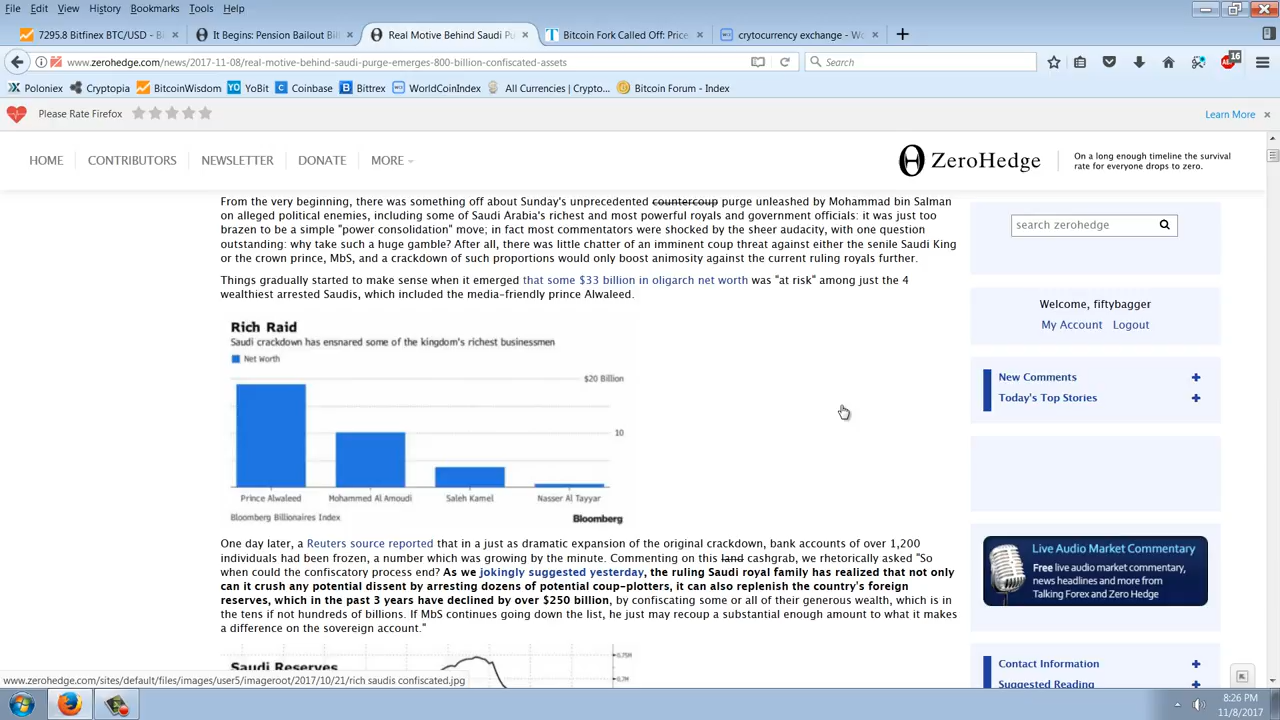 File Edit View History Bookmarks Tools Help
7295.8 Bitfinex BTC/USD - Bi × It Begins: Pension Bailout Bill × Real Motive Behind Saudi Pu × Bitcoin Fork Called Off: Price × crytocurrency exchange - Wo × +
www.zerohedge.com/news/2017-11-08/real-motive-behind-saudi-purge-emerges-800-billion-confiscated-assets Search 16
Poloniex Cryptopia BitcoinWisdom YoBit Coinbase Bittrex WorldCoinIndex All Currencies | Crypto... Bitcoin Forum - Index
Please Rate Firefox Learn More ×
HOME CONTRIBUTORS NEWSLETTER DONATE MORE ZeroHedge
On a long enough timeline the survival
rate for everyone drops to zero.
From the very beginning, there was something off about Sunday's unprecedented countercoup purge unleashed by Mohammad bin Salman
on alleged political enemies, including some of Saudi Arabia's richest and most powerful royals and government officials: it was just too
brazen to be a simple "power consolidation" move; in fact most commentators were shocked by the sheer audacity, with one question
outstanding: why take such a huge gamble? After all, there was little chatter of an imminent coup threat against either the senile Saudi King
or the crown prince, MbS, and a crackdown of such proportions would only boost animosity against the current ruling royals further.
Things gradually started to make sense when it emerged that some $33 billion in oligarch net worth was "at risk" among just the 4
wealthiest arrested Saudis, which included the media-friendly prince Alwaleed.
Rich Raid
Saudi crackdown has ensnared some of the kingdom's richest businessmen
Net Worth
$20 Billion
10
Prince Alwaleed Mohammed Al Amoudi Saleh Kamel Nasser Al Tayyar
Bloomberg Billionaires Index Bloomberg
One day later, a Reuters source reported that in a just as dramatic expansion of the original crackdown, bank accounts of over 1,200
individuals had been frozen, a number which was growing by the minute. Commenting on this land cashgrab, we rhetorically asked "So
when could the confiscatory process end? As we jokingly suggested yesterday, the ruling Saudi royal family has realized that not only
can it crush any potential dissent by arresting dozens of potential coup-plotters, it can also replenish the country's foreign
reserves, which in the past 3 years have declined by over $250 billion, by confiscating some or all of their generous wealth, which is in
the tens if not hundreds of billions. If MbS continues going down the list, he just may recoup a substantial enough amount to what it makes
a difference on the sovereign account."
Saudi Reserves
0.75M
0.7M
search zerohedge
Welcome, fiftybagger
My Account Logout
New Comments +
Today's Top Stories +
Live Audio Market Commentary
Free live audio market commentary,
news headlines and more from
Talking Forex and Zero Hedge
Contact Information +
Suggested Reading +
www.zerohedge.com/sites/default/files/images/user5/imageroot/2017/10/21/rich saudis confiscated.jpg
8:26 PM
11/8/2017